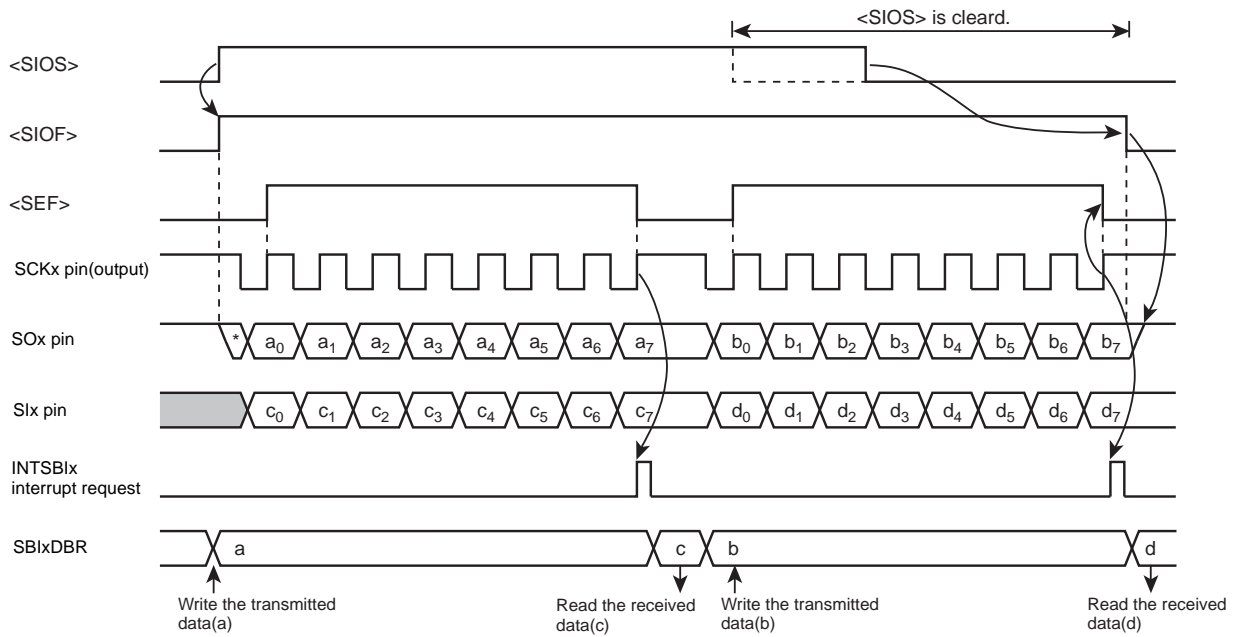 <SIOS> is cleard.
<SIOS>
<SIOF>
<SEF>
SCKx pin(output)
SOx pin
* a0 a1 a2 a3 a4 a5 a6 a7 b0 b1 b2 b3 b4 b5 b6 b7
SIx pin
c0 c1 c2 c3 c4 c5 c6 c7 d0 d1 d2 d3 d4 d5 d6 d7
INTSBIx
interrupt request
SBIxDBR
a c b d
Write the transmitted
data(a)
Read the received
data(c)
Write the transmitted
data(b)
Read the received
data(d)